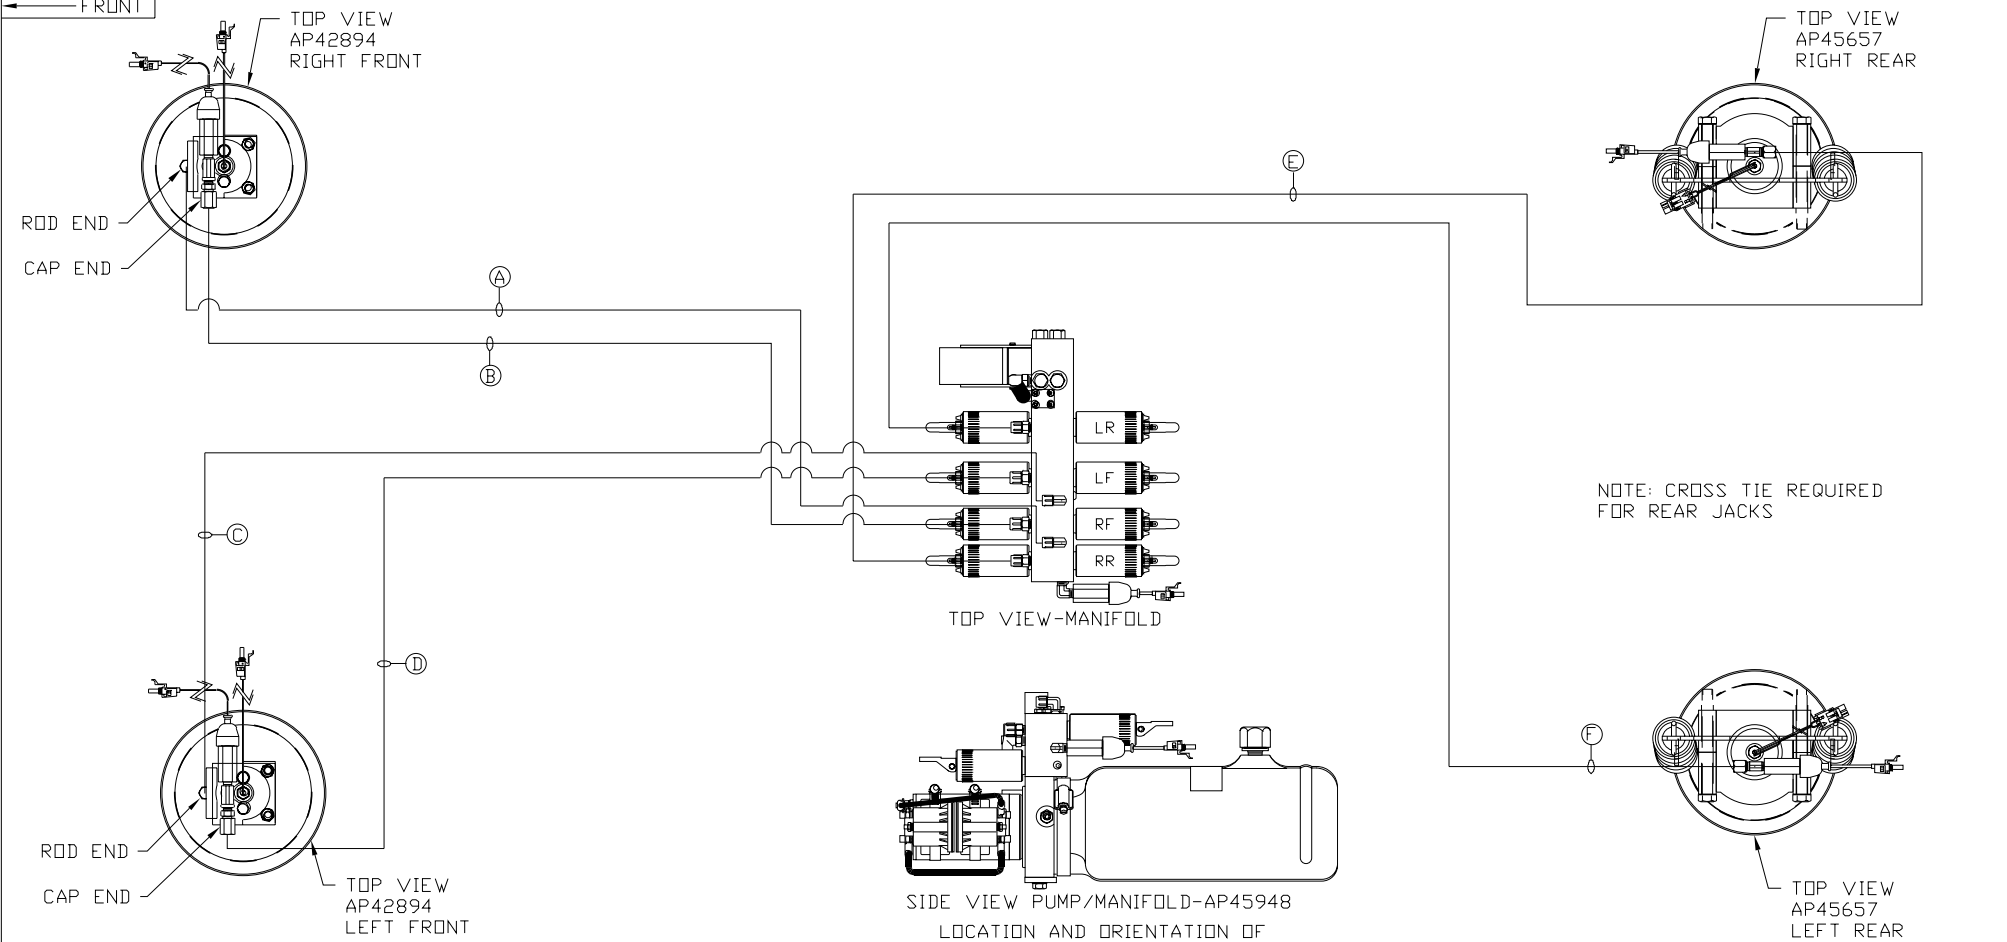 FRONT
TOP VIEW
AP42894
RIGHT FRONT
TOP VIEW
AP45657
RIGHT REAR
E
ROD END
CAP END
A
B
LR
LF
RF
RR
NOTE: CROSS TIE REQUIRED
FOR REAR JACKS
C
TOP VIEW-MANIFOLD
D
F
ROD END
CAP END
TOP VIEW
AP42894
LEFT FRONT
SIDE VIEW PUMP/MANIFOLD-AP45948
LOCATION AND ORIENTATION OF
TOP VIEW
AP45657
LEFT REAR